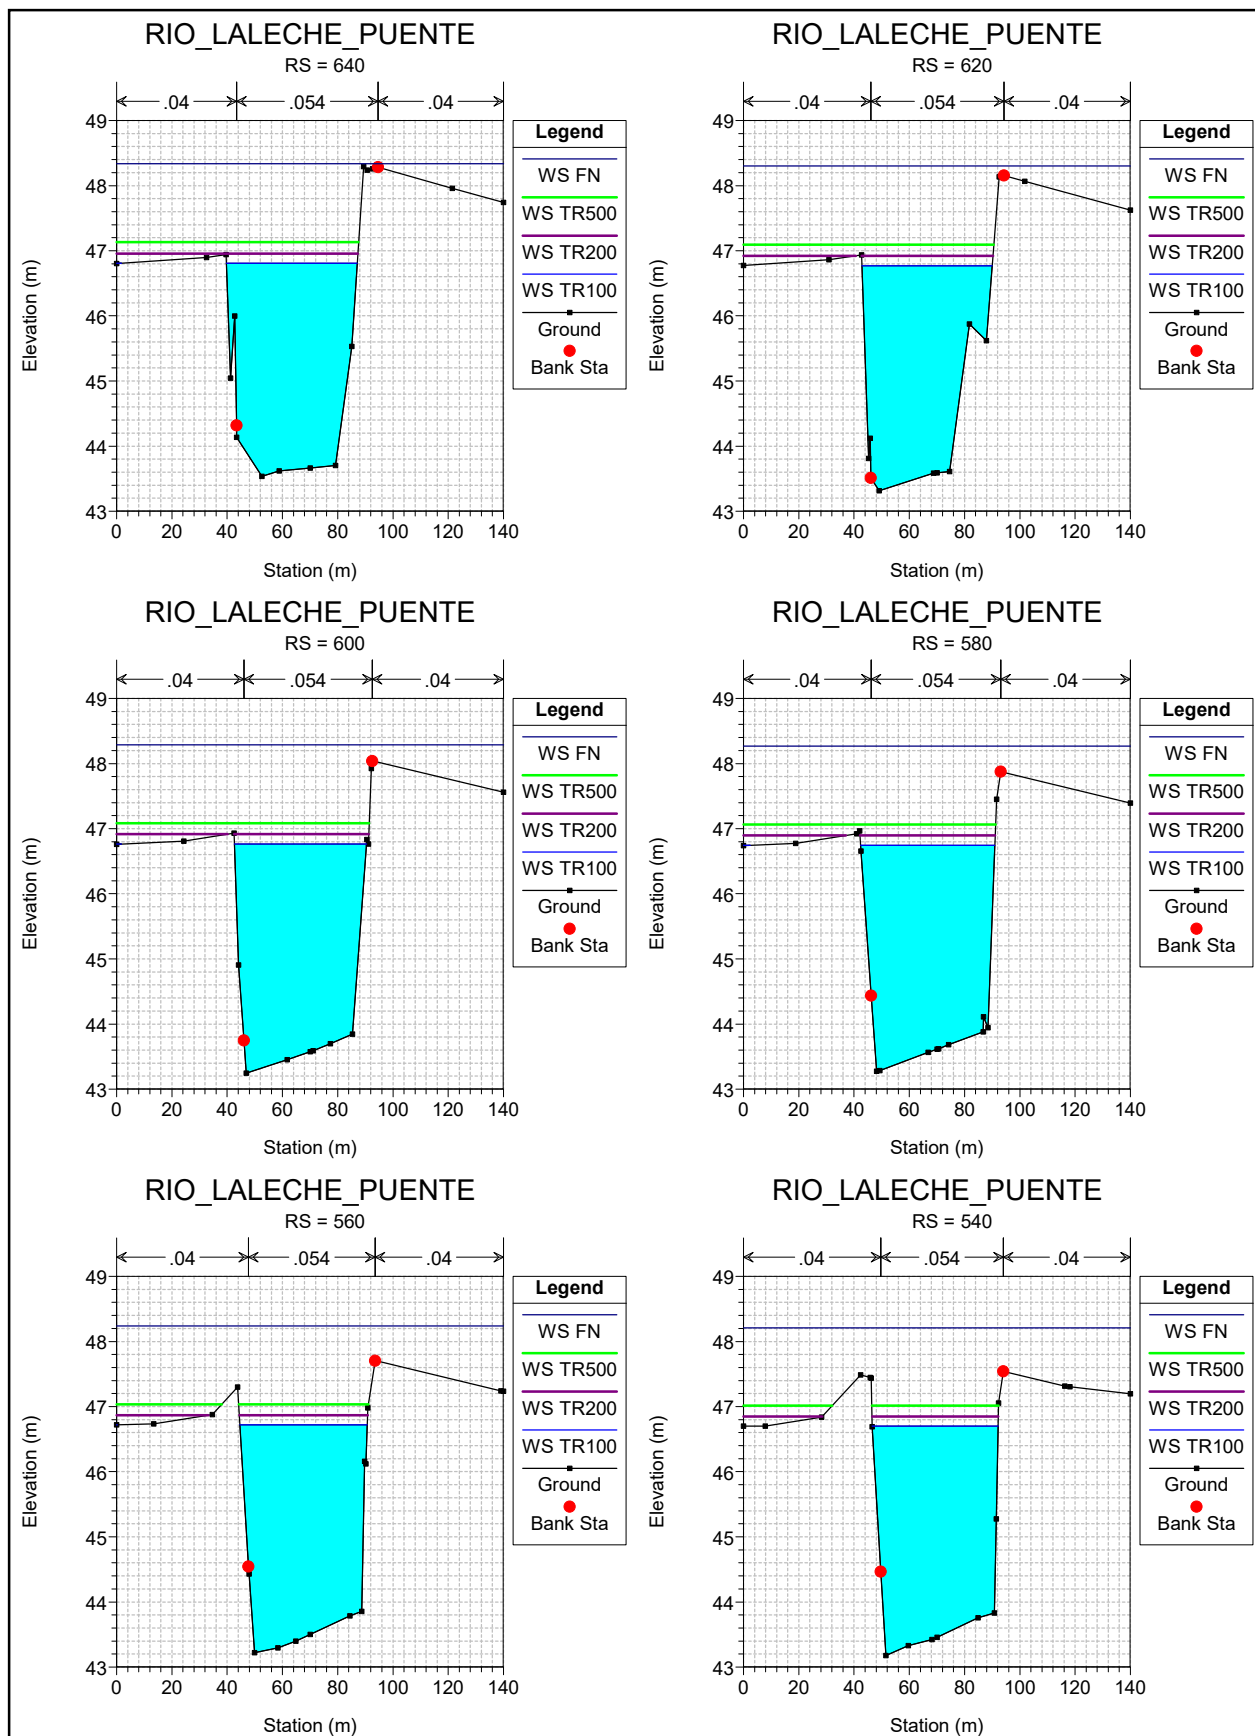 RIO_LALECHE_PUENTE
RS = 640
.04 .054 .04
49
48
47
46
45
44
43
0 20 40 60 80 100 120 140
Station (m)
Elevation (m)
Legend
WS FN
WS TR500
WS TR200
WS TR100
Ground
Bank Sta
RIO_LALECHE_PUENTE
RS = 620
.04 .054 .04
49
48
47
46
45
44
43
0 20 40 60 80 100 120 140
Station (m)
Elevation (m)
Legend
WS FN
WS TR500
WS TR200
WS TR100
Ground
Bank Sta
RIO_LALECHE_PUENTE
RS = 600
.04 .054 .04
49
48
47
46
45
44
43
0 20 40 60 80 100 120 140
Station (m)
Elevation (m)
Legend
WS FN
WS TR500
WS TR200
WS TR100
Ground
Bank Sta
RIO_LALECHE_PUENTE
RS = 580
.04 .054 .04
49
48
47
46
45
44
43
0 20 40 60 80 100 120 140
Station (m)
Elevation (m)
Legend
WS FN
WS TR500
WS TR200
WS TR100
Ground
Bank Sta
RIO_LALECHE_PUENTE
RS = 560
.04 .054 .04
49
48
47
46
45
44
43
0 20 40 60 80 100 120 140
Station (m)
Elevation (m)
Legend
WS FN
WS TR500
WS TR200
WS TR100
Ground
Bank Sta
RIO_LALECHE_PUENTE
RS = 540
.04 .054 .04
49
48
47
46
45
44
43
0 20 40 60 80 100 120 140
Station (m)
Elevation (m)
Legend
WS FN
WS TR500
WS TR200
WS TR100
Ground
Bank Sta